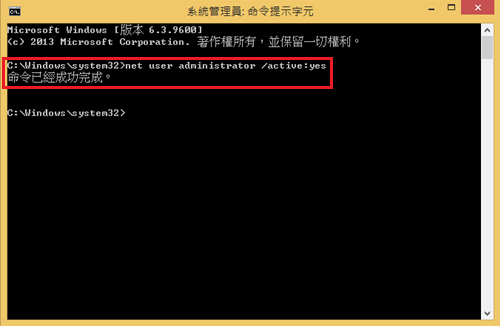 系統管理員: 命令提示字元
Microsoft Windows [版本 6.3.9600]
(c) 2013 Microsoft Corporation. 著作權所有，並保留一切權利。
C:\Windows\system32>net user administrator /active:yes
命令已經成功完成。
C:\Windows\system32>